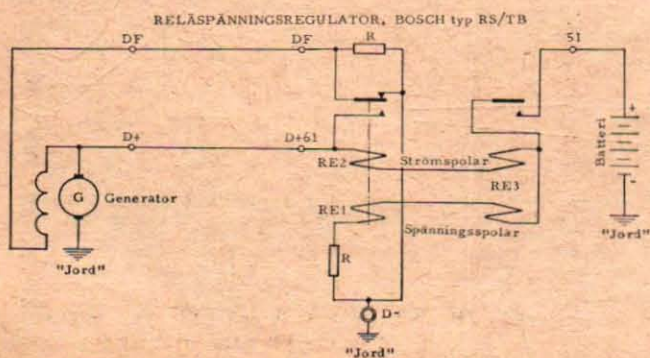 RELÄSPÄNNINGSREGULATOR, BOSCH typ RS/TB
DF
DF
R
51
+
Batteri
-
D+
D+61
RE2
Strömspolar
RE3
G
Generator
RE1
Spänningsspolar
"Jord"
"Jord"
R
D-
"Jord"